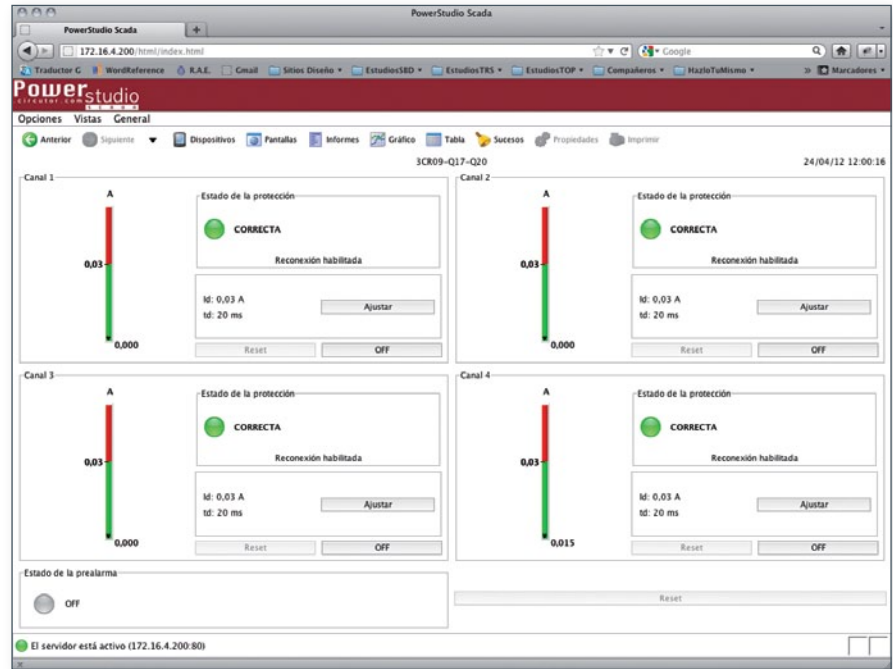 PowerStudio Scada
PowerStudio Scada
172.16.4.200/html/index.html
Google
Traductor G WordReference R.A.E. Gmail Sitios Diseño EstudiosSBD EstudiosTRS EstudiosTOP Compañeros HazloTuMismo » Marcadores
Power studio
circutor.com SCADA
Opciones Vistas General
Anterior Siguiente Dispositivos Pantallas Informes Gráfico Tabla Sucesos Propiedades Imprimir
3CR09-Q17-Q20 24/04/12 12:00:16
Canal 1
A
0,03
0,000
Estado de la protección
CORRECTA
Reconexión habilitada
Id: 0,03 A
td: 20 ms
Ajustar
Reset OFF
Canal 2
A
0,03
0,000
Estado de la protección
CORRECTA
Reconexión habilitada
Id: 0,03 A
td: 20 ms
Ajustar
Reset OFF
Canal 3
A
0,03
0,000
Estado de la protección
CORRECTA
Reconexión habilitada
Id: 0,03 A
td: 20 ms
Ajustar
Reset OFF
Canal 4
A
0,03
0,015
Estado de la protección
CORRECTA
Reconexión habilitada
Id: 0,03 A
td: 20 ms
Ajustar
Reset OFF
Estado de la prealarma
OFF
Reset
El servidor está activo (172.16.4.200:80)
x